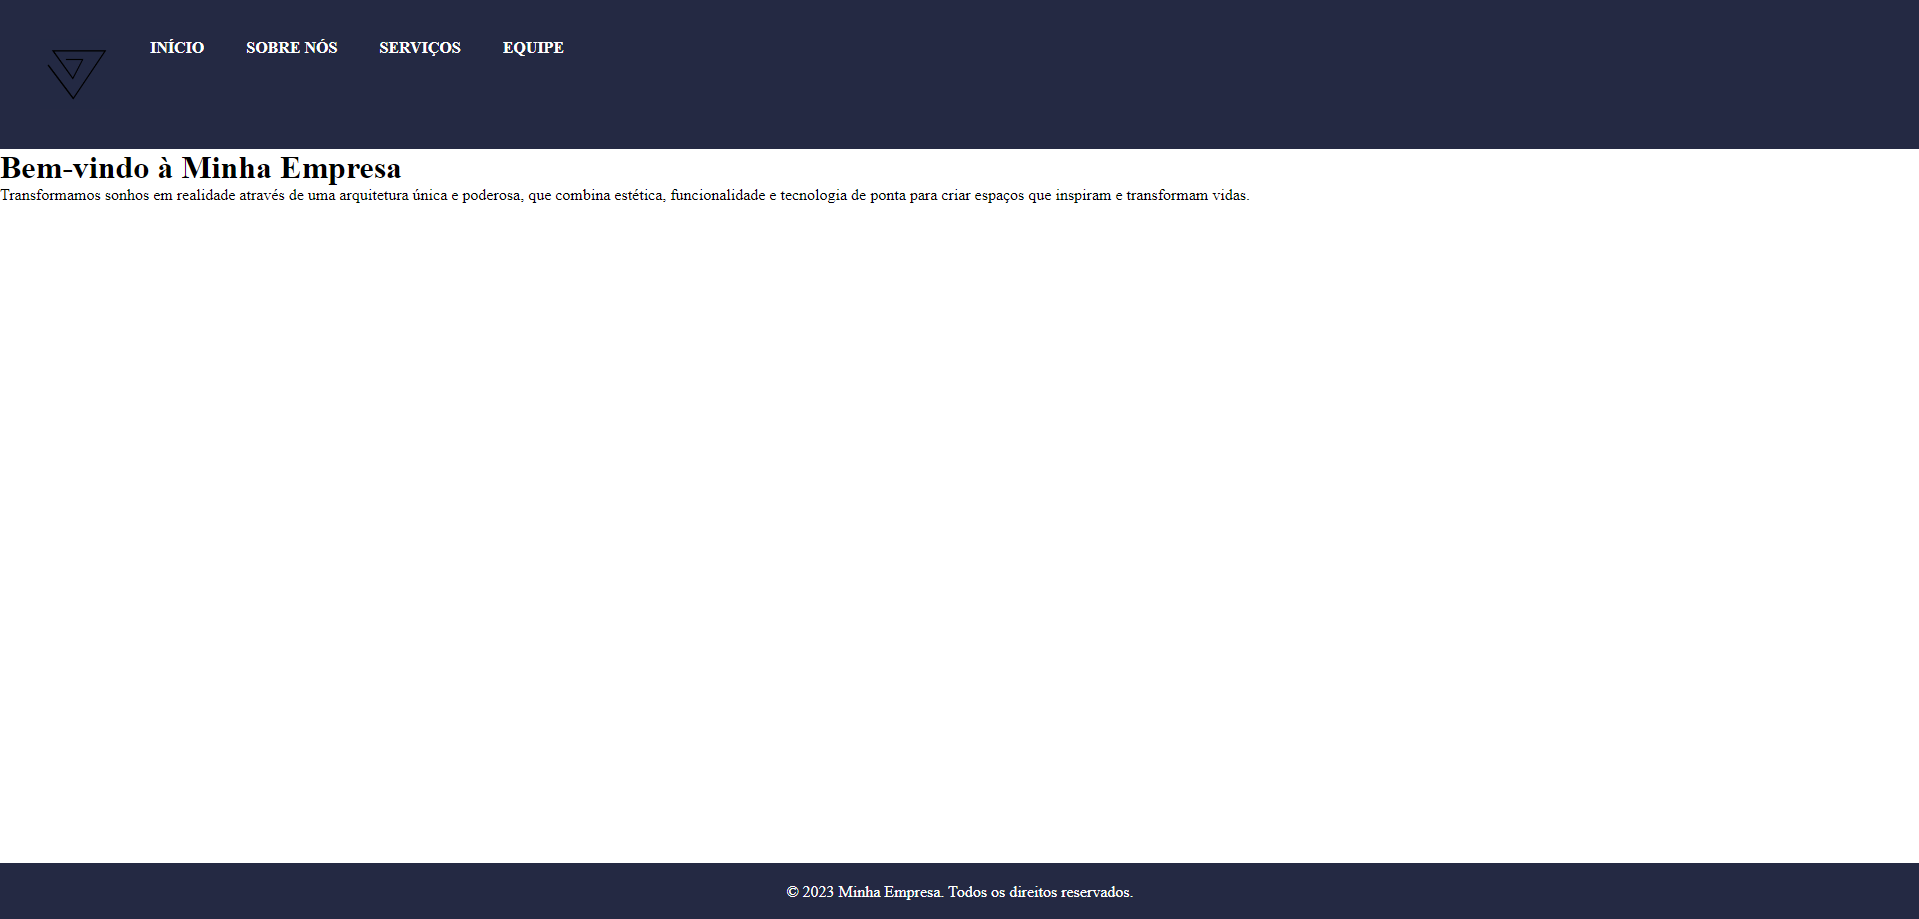 INÍCIO SOBRE NÓS SERVIÇOS EQUIPE
Bem-vindo à Minha Empresa
Transformamos sonhos em realidade através de uma arquitetura única e poderosa, que combina estética, funcionalidade e tecnologia de ponta para criar espaços que inspiram e transformam vidas.
© 2023 Minha Empresa. Todos os direitos reservados.